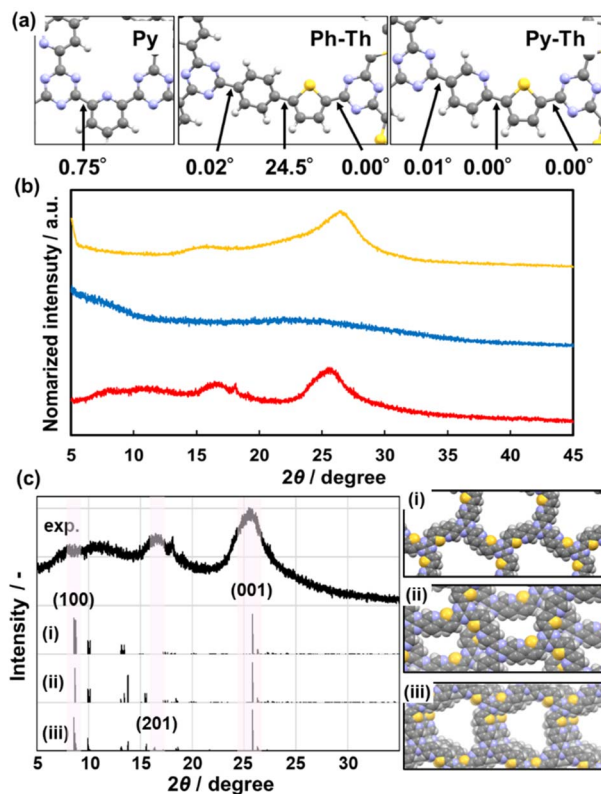 (a)
Py
Ph-Th
Py-Th
0.75°
0.02° 24.5° 0.00°
0.01° 0.00° 0.00°
(b)
Nomarized intensuty / a.u.
5 10 15 20 25 30 35 40 45
2θ / degree
(c)
Intensity / -
exp.
(100)
(001)
(i)
(ii)
(201)
(iii)
5 10 15 20 25 30
2θ / degree
(i)
(ii)
(iii)